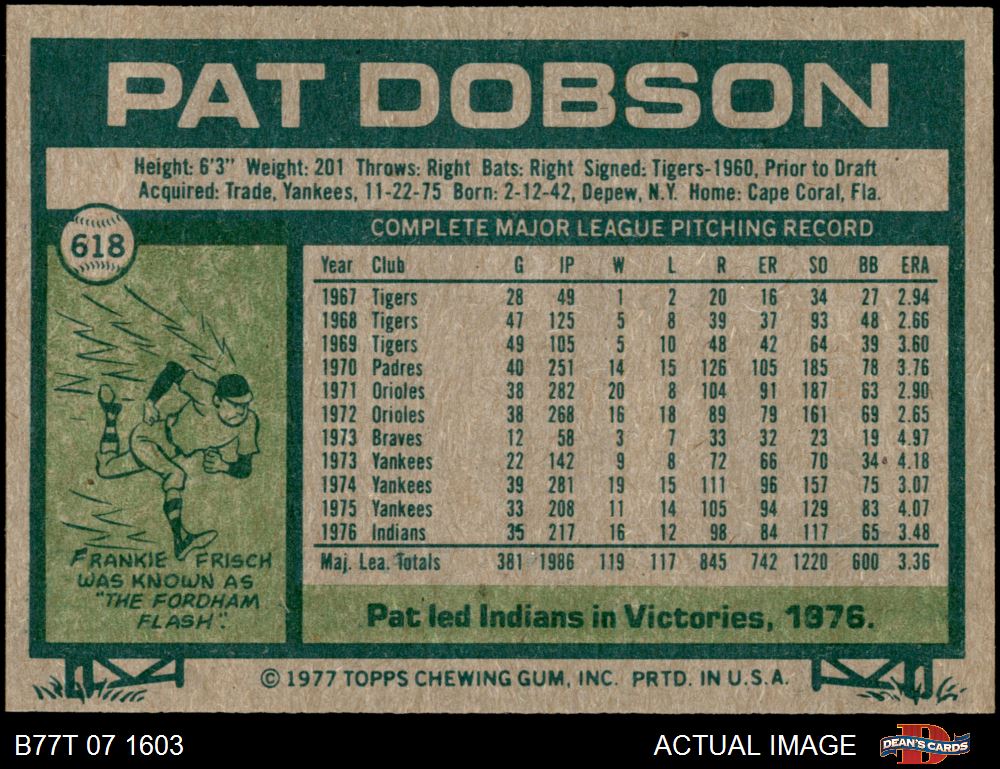 PAT DOBSON
Height: 6'3" Weight: 201 Throws: Right Bats: Right Signed: Tigers-1960, Prior to Draft
Acquired: Trade, Yankees, 11-22-75 Born: 2-12-42, Depew, N.Y. Home: Cape Coral, Fla.
618
COMPLETE MAJOR LEAGUE PITCHING RECORD
Year Club G IP W L R ER SO BB ERA
1967 Tigers 28 49 1 2 20 16 34 27 2.94
1968 Tigers 47 125 5 8 39 37 93 48 2.66
1969 Tigers 49 105 5 10 48 42 64 39 3.60
1970 Padres 40 251 14 15 126 105 185 78 3.76
1971 Orioles 38 282 20 8 104 91 187 63 2.90
1972 Orioles 38 268 16 18 89 79 161 69 2.65
1973 Braves 12 58 3 7 33 32 23 19 4.97
1973 Yankees 22 142 9 8 72 66 70 34 4.18
1974 Yankees 39 281 19 15 111 96 157 75 3.07
1975 Yankees 33 208 11 14 105 94 129 83 4.07
1976 Indians 35 217 16 12 98 84 117 65 3.48
Maj. Lea. Totals 381 1986 119 117 845 742 1220 600 3.36
FRANKIE FRISCH
WAS KNOWN AS
"THE FORDHAM
FLASH".
Pat led Indians in Victories, 1976.
© 1977 TOPPS CHEWING GUM, INC. PRTD. IN U.S.A.
B77T 07 1603
ACTUAL IMAGE
DEAN'S CARDS